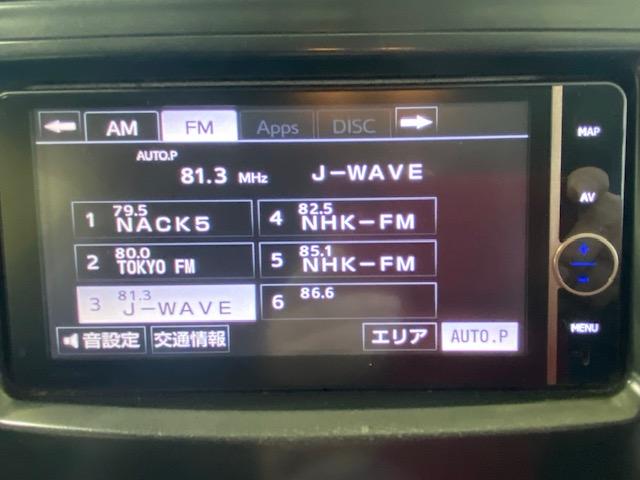 AM FM Apps DISC
AUTO.P
81.3 MHz J-WAVE
1 79.5 NACK5
4 82.5 NHK-FM
2 80.0 TOKYO FM
5 85.1 NHK-FM
3 81.3 J-WAVE
6 86.6
音設定 交通情報 エリア AUTO.P
MAP
AV
+
-
MENU